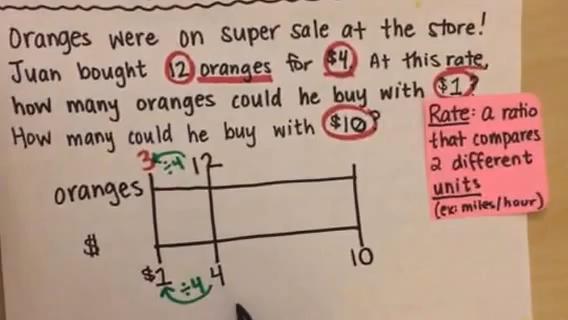 Oranges were on super sale at the store!
Juan bought 12 oranges for $4. At this rate,
how many oranges could he buy with $1?
How many could he buy with $10?
Rate: a ratio
that compares
2 different
units
(ex: miles/hour)
3 ÷4 12
oranges
$
$1 ÷4 4
10